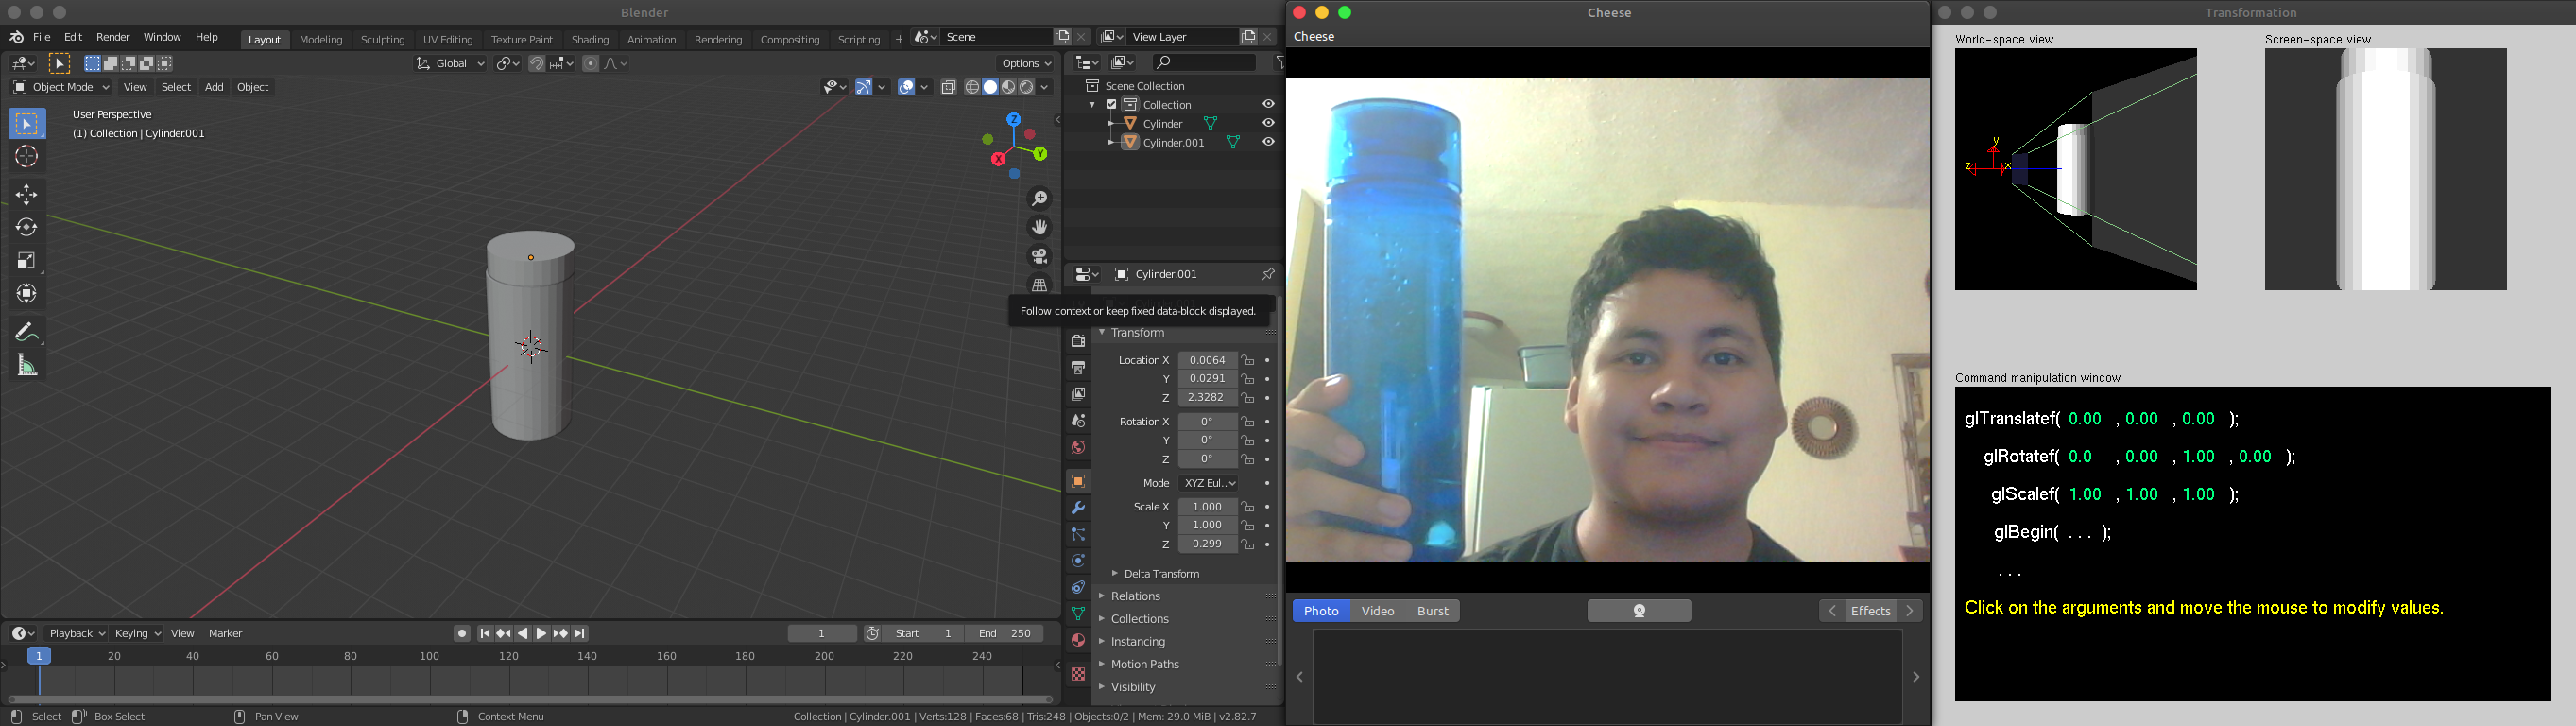 Blender
File Edit Render Window Help Layout Modeling Sculpting UV Editing Texture Paint Shading Animation Rendering Compositing Scripting + Scene View Layer
Global Options
Object Mode View Select Add Object
User Perspective
(1) Collection | Cylinder.001
Z
Y
X
Scene Collection
Collection
Cylinder
Cylinder.001
Cylinder.001
Follow context or keep fixed data-block displayed.
Transform
Location X 0.0064
Y 0.0291
Z 2.3282
Rotation X 0°
Y 0°
Z 0°
Mode XYZ Eul..
Scale X 1.000
Y 1.000
Z 0.299
Delta Transform
Relations
Collections
Instancing
Motion Paths
Visibility
Playback Keying View Marker 1 Start 1 End 250
1 20 40 60 80 100 120 140 160 180 200 220 240
Select Box Select Pan View Context Menu Collection | Cylinder.001 | Verts:128 | Faces:68 | Tris:248 | Objects:0/2 | Mem: 29.0 MiB | v2.82.7
Cheese
Cheese
Photo Video Burst Effects
Transformation
World-space view Screen-space view
y
z x
Command manipulation window
glTranslatef( 0.00 , 0.00 , 0.00 );
glRotatef( 0.0 , 0.00 , 1.00 , 0.00 );
glScalef( 1.00 , 1.00 , 1.00 );
glBegin( . . . );
. . .
Click on the arguments and move the mouse to modify values.